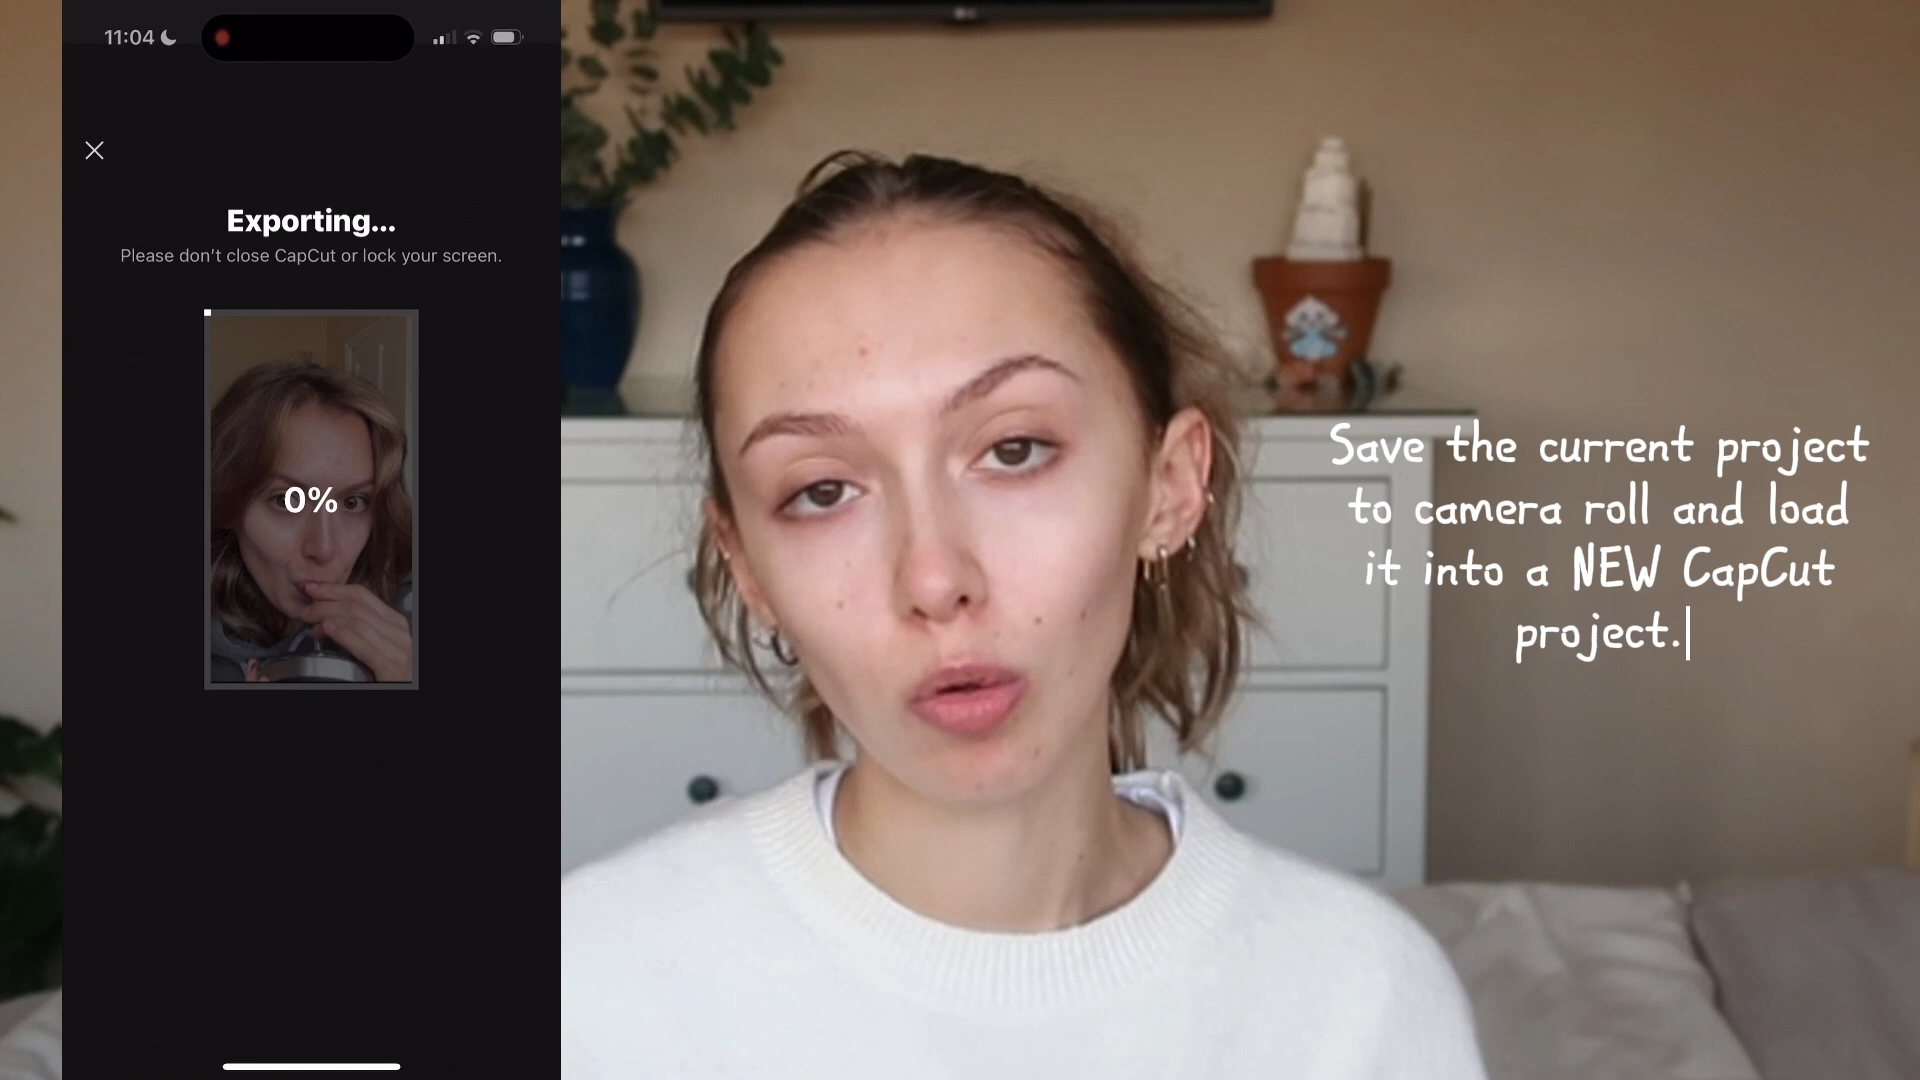 11:04
Exporting...
Please don't close CapCut or lock your screen.
0%
Save the current project
to camera roll and load
it into a NEW CapCut
project.